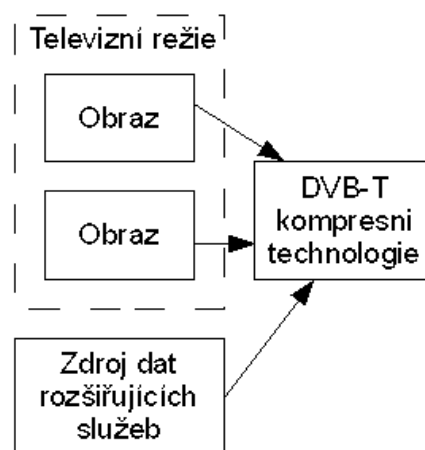 Televizní režie
Obraz
Obraz
DVB-T
kompresni
technologie
Zdroj dat
rozšiřujících
služeb